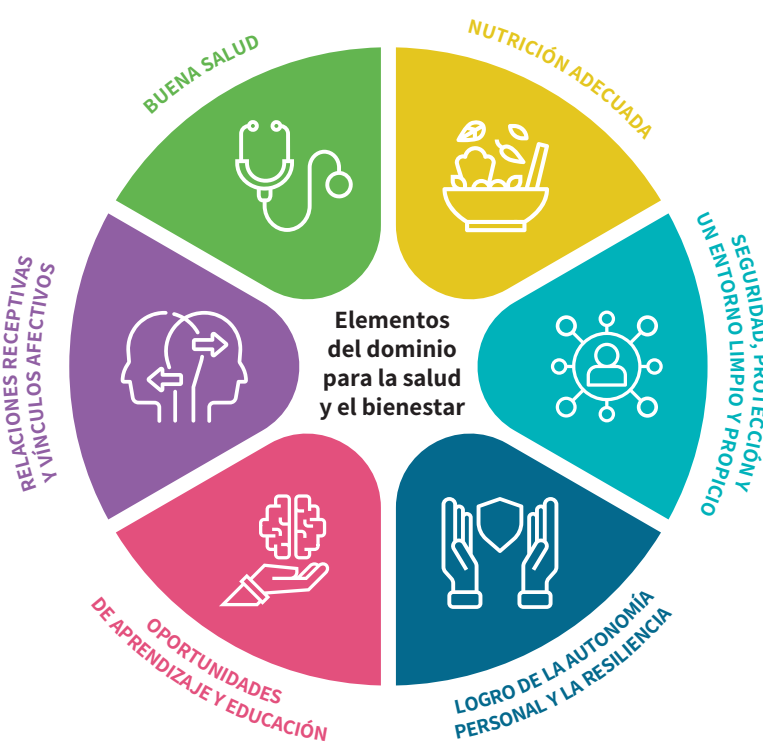 BUENA SALUD
NUTRICIÓN ADECUADA
SEGURIDAD, PROTECCIÓN Y
UN ENTORNO LIMPIO Y PROPICIO
LOGRO DE LA AUTONOMÍA
PERSONAL Y LA RESILIENCIA
OPORTUNIDADES
DE APRENDIZAJE Y EDUCACIÓN
RELACIONES RECEPTIVAS
Y VÍNCULOS AFECTIVOS
Elementos
del dominio
para la salud
y el bienestar